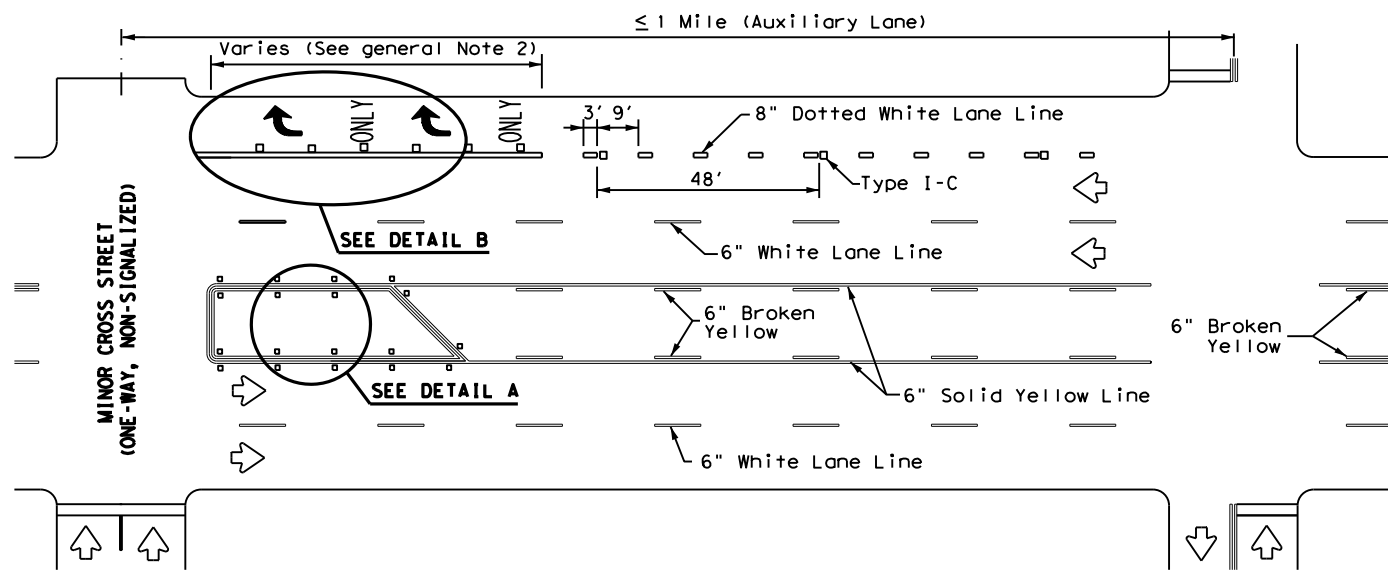 ≤ 1 Mile (Auxiliary Lane)
Varies (See general Note 2)
ONLY
ONLY
3' 9'
8" Dotted White Lane Line
48'
Type I-C
SEE DETAIL B
6" White Lane Line
MINOR CROSS STREET
(ONE-WAY, NON-SIGNALIZED)
6" Broken
Yellow
6" Broken
Yellow
SEE DETAIL A
6" Solid Yellow Line
6" White Lane Line